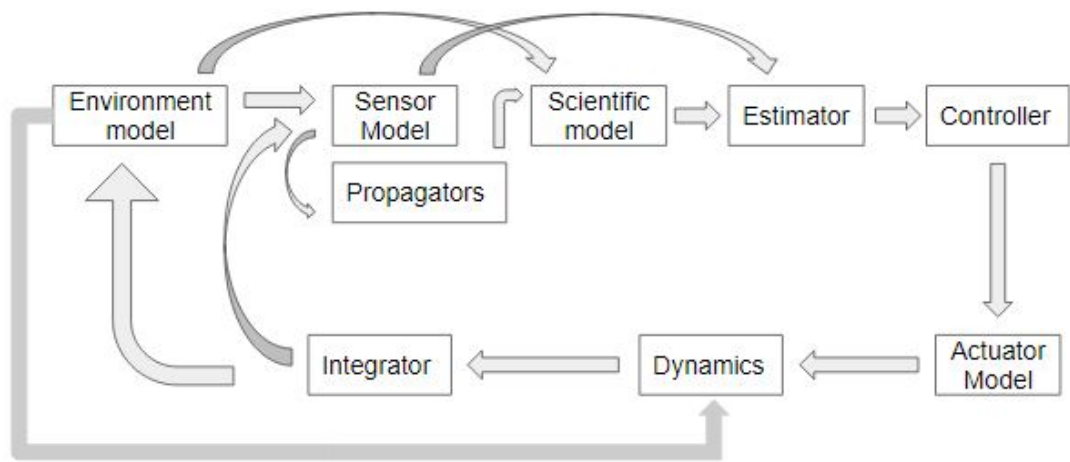 Environment
model
Sensor
Model
Scientific
model
Estimator
Controller
Propagators
Integrator
Dynamics
Actuator
Model